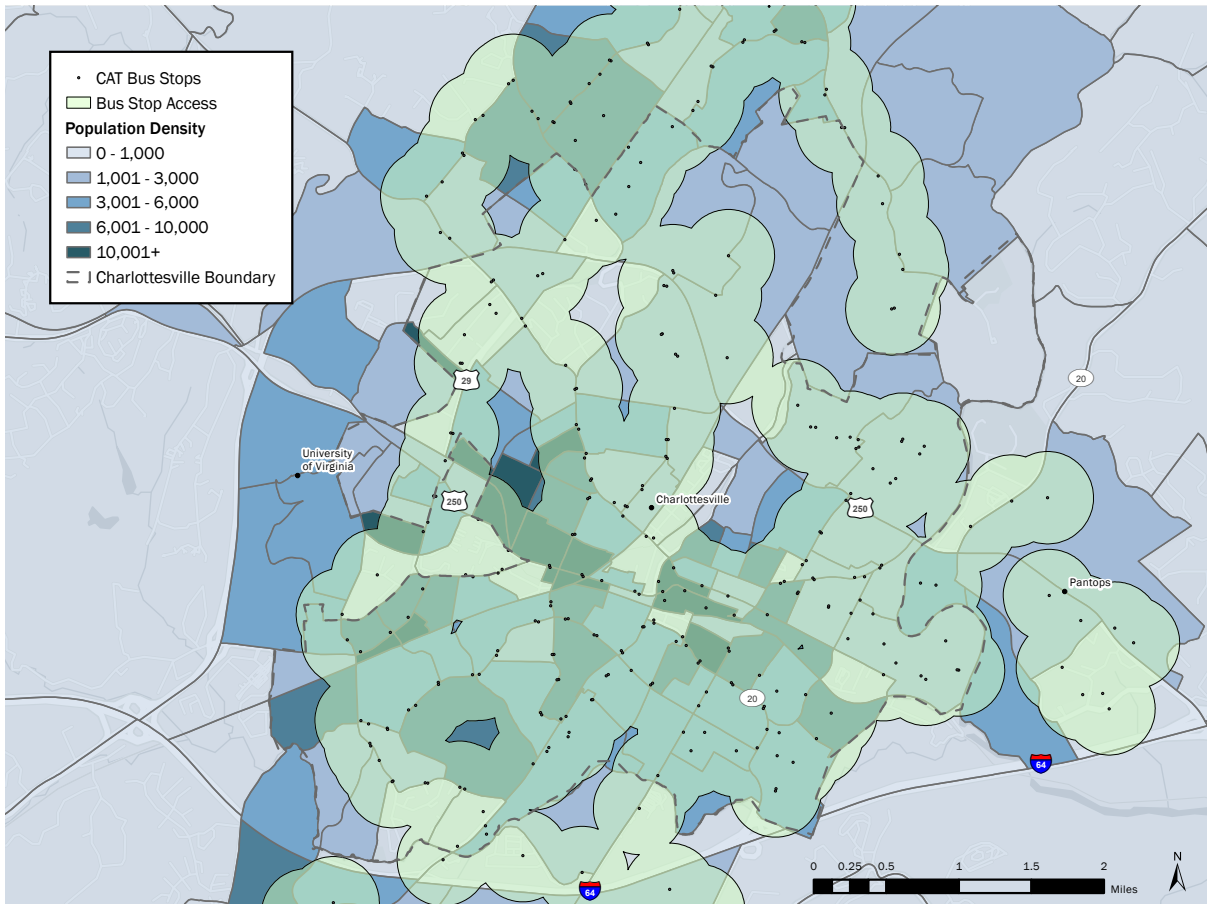 CAT Bus Stops
Bus Stop Access
Population Density
0 - 1,000
1,001 - 3,000
3,001 - 6,000
6,001 - 10,000
10,001+
Charlottesville Boundary
29
20
University
of Virginia
250
Charlottesville
250
Pantops
20
64
64
0 0.25 0.5 1 1.5 2
Miles
N